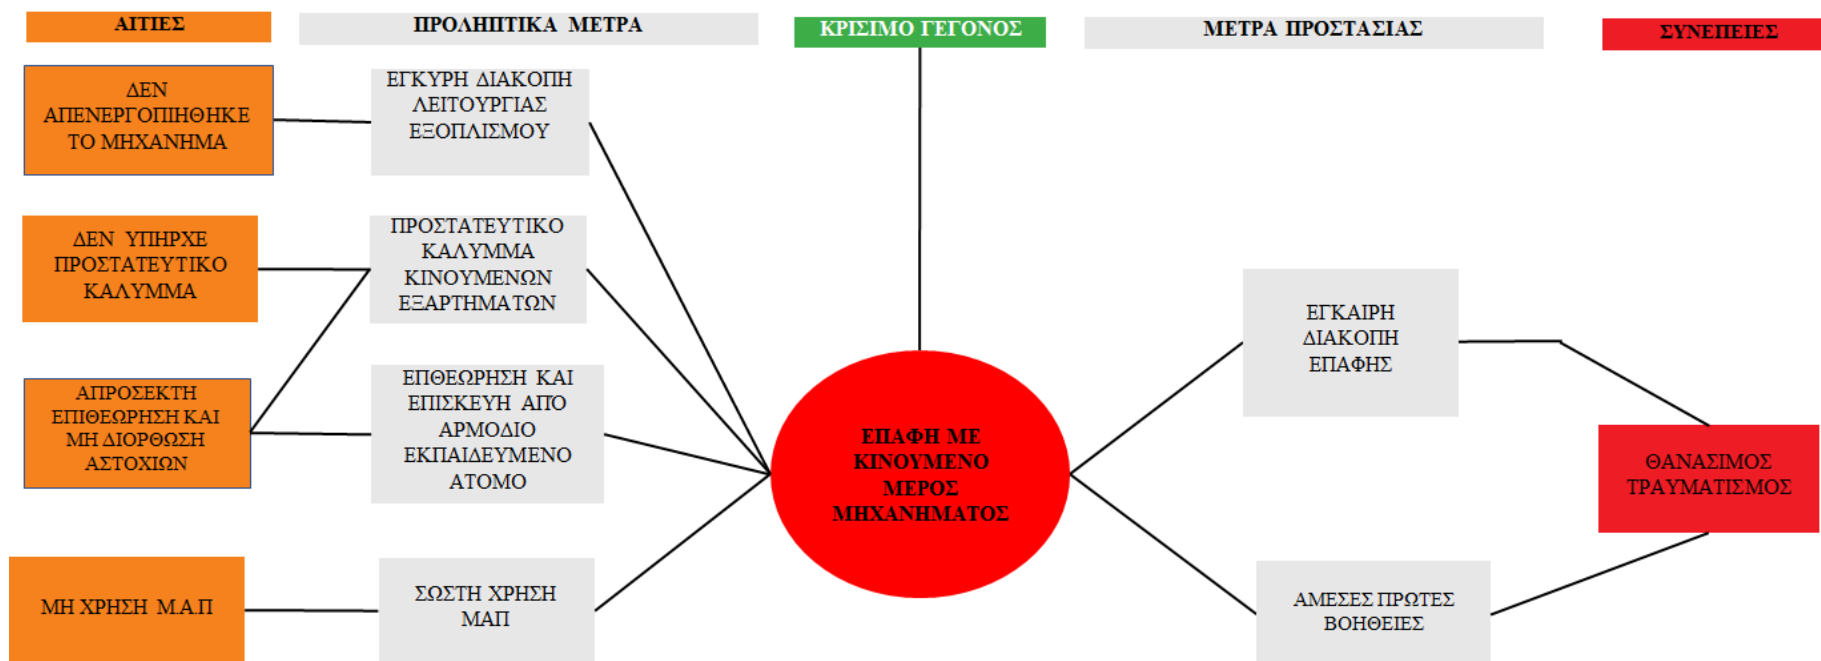 ΑΙΤΙΕΣ
ΠΡΟΛΗΠΤΙΚΑ ΜΕΤΡΑ
ΚΡΙΣΙΜΟ ΓΕΓΟΝΟΣ
ΜΕΤΡΑ ΠΡΟΣΤΑΣΙΑΣ
ΣΥΝΕΠΕΙΕΣ
ΔΕΝ
ΑΠΕΝΕΡΓΟΠΙΗΘΗΚΕ
ΤΟ ΜΗΧΑΝΗΜΑ
ΕΓΚΥΡΗ ΔΙΑΚΟΠΗ
ΛΕΙΤΟΥΡΓΙΑΣ
ΕΞΟΠΛΙΣΜΟΥ
ΔΕΝ ΥΠΗΡΧΕ
ΠΡΟΣΤΑΤΕΥΤΙΚΟ
ΚΑΛΥΜΜΑ
ΠΡΟΣΤΑΤΕΥΤΙΚΟ
ΚΑΛΥΜΜΑ
ΚΙΝΟΥΜΕΝΩΝ
ΕΞΑΡΤΗΜΑΤΩΝ
ΑΠΡΟΣΕΚΤΗ
ΕΠΙΘΕΩΡΗΣΗ ΚΑΙ
ΜΗ ΔΙΟΡΘΩΣΗ
ΑΣΤΟΧΙΩΝ
ΕΠΘΕΩΡΗΣΗ ΚΑΙ
ΕΠΙΣΚΕΥΗ ΑΠΌ
ΑΡΜΟΔΙΟ
ΕΚΠΑΙΔΕΥΜΕΝΟ
ΑΤΟΜΟ
ΜΗ ΧΡΗΣΗ Μ.Α.Π
ΣΩΣΤΗ ΧΡΗΣΗ
ΜΑΠ
ΕΠΑΦΗ ΜΕ
ΚΙΝΟΥΜΕΝΟ
ΜΕΡΟΣ
ΜΗΧΑΝΗΜΑΤΟΣ
ΕΓΚΑΙΡΗ
ΔΙΑΚΟΠΗ
ΕΠΑΦΗΣ
ΑΜΕΣΕΣ ΠΡΩΤΕΣ
ΒΟΗΘΕΙΕΣ
ΘΑΝΑΣΙΜΟΣ
ΤΡΑΥΜΑΤΙΣΜΟΣ